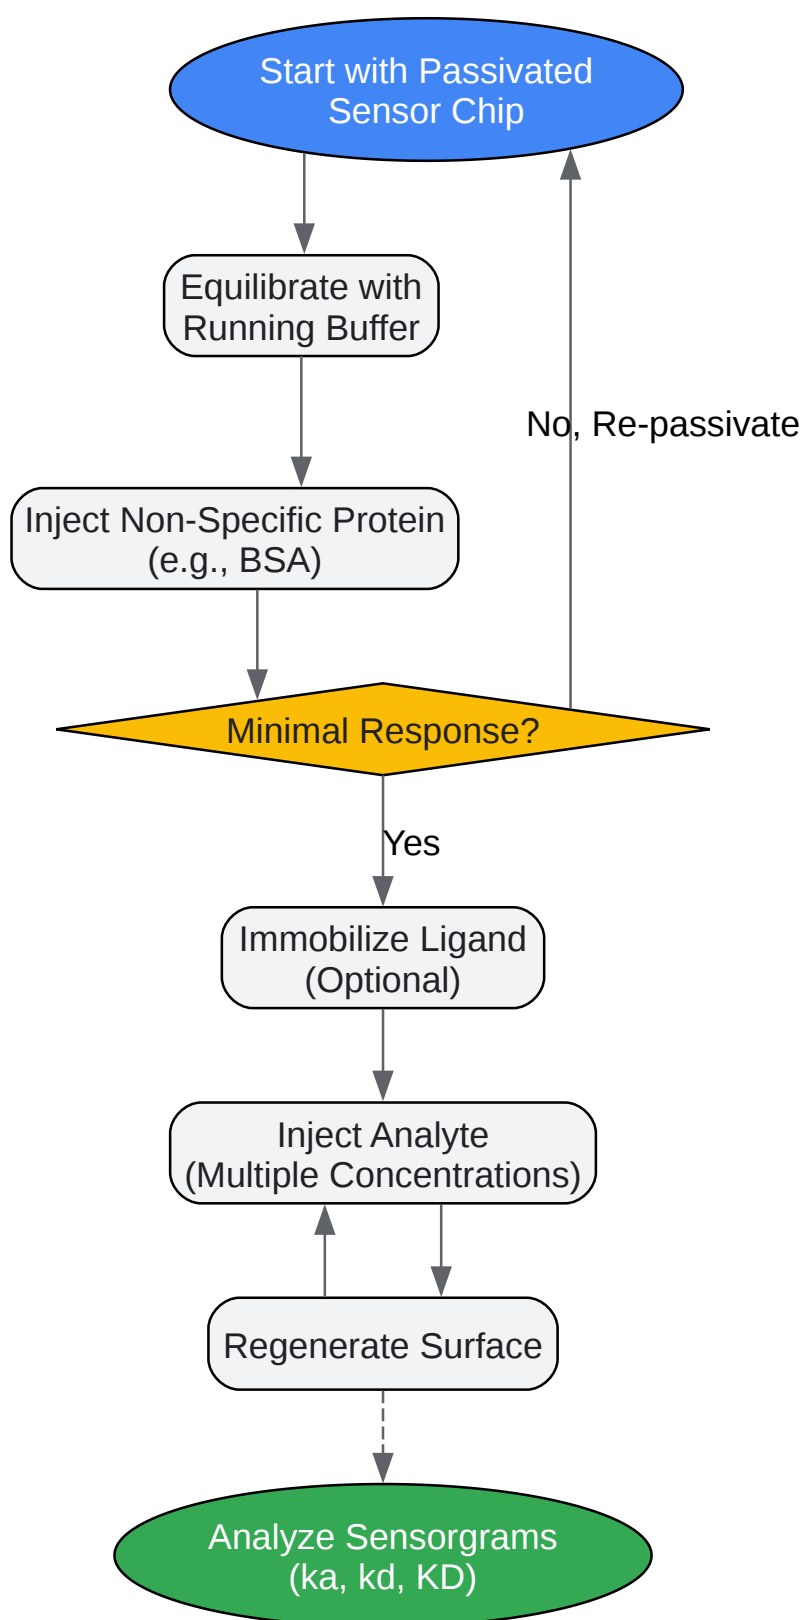 Start with Passivated
Sensor Chip
Equilibrate with
Running Buffer
No, Re-passivate
Inject Non-Specific Protein
(e.g., BSA)
Minimal Response?
Yes
Immobilize Ligand
(Optional)
Inject Analyte
(Multiple Concentrations)
Regenerate Surface
Analyze Sensorgrams
(ka, kd, KD)